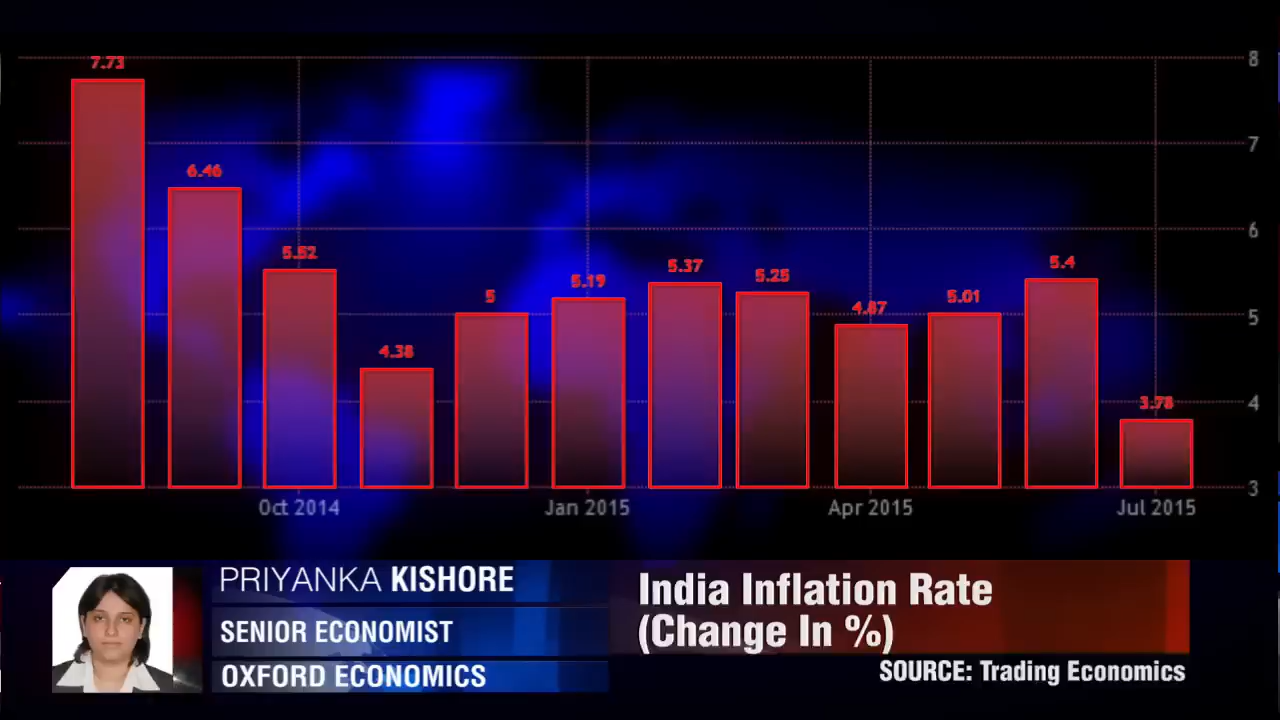 7.73
8
7
6.46
6
5.52
5.4
5.37
5.25
5.19
5
5.01
4.87
5
4.38
4
3.78
3
Oct 2014
Jan 2015
Apr 2015
Jul 2015
PRIYANKA KISHORE
SENIOR ECONOMIST
OXFORD ECONOMICS
India Inflation Rate
(Change In %)
SOURCE: Trading Economics